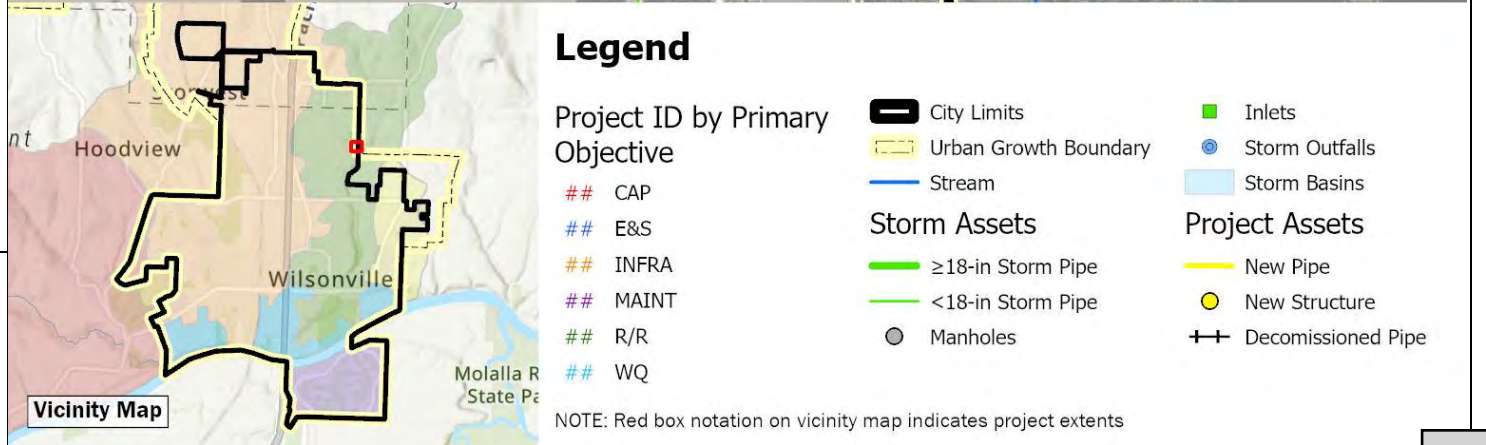 Hoodview
Wilsonville
Molalla R
State Pa
Vicinity Map
Legend
Project ID by Primary
Objective
## CAP
## E&S
## INFRA
## MAINT
## R/R
## WQ
City Limits
Urban Growth Boundary
Stream
Storm Assets
≥18-in Storm Pipe
<18-in Storm Pipe
Manholes
Inlets
Storm Outfalls
Storm Basins
Project Assets
New Pipe
New Structure
Decomissioned Pipe
NOTE: Red box notation on vicinity map indicates project extents